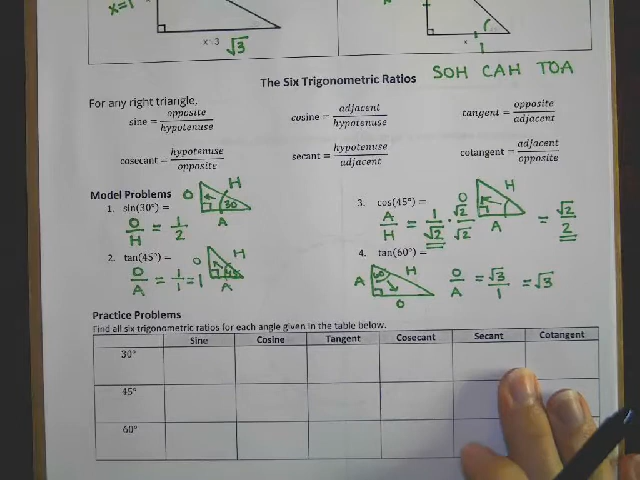 x=1
x√3 √3
x 1
The Six Trigonometric Ratios SOH CAH TOA
For any right triangle,
sine = opposite/hypotenuse cosine = adjacent/hypotenuse tangent = opposite/adjacent
cosecant = hypotenuse/opposite secant = hypotenuse/adjacent cotangent = adjacent/opposite
Model Problems
1. sin(30°) = O H 30 A
O/H = 1/2
2. tan(45°) = O H 45 A
O/A = 1/1 = 1
3. cos(45°) = O H A
A/H = 1/√2 · √2/√2 = √2/2
4. tan(60°) = A 60 H O
O/A = √3/1 = √3
Practice Problems
Find all six trigonometric ratios for each angle given in the table below.
Sine Cosine Tangent Cosecant Secant Cotangent
30°
45°
60°